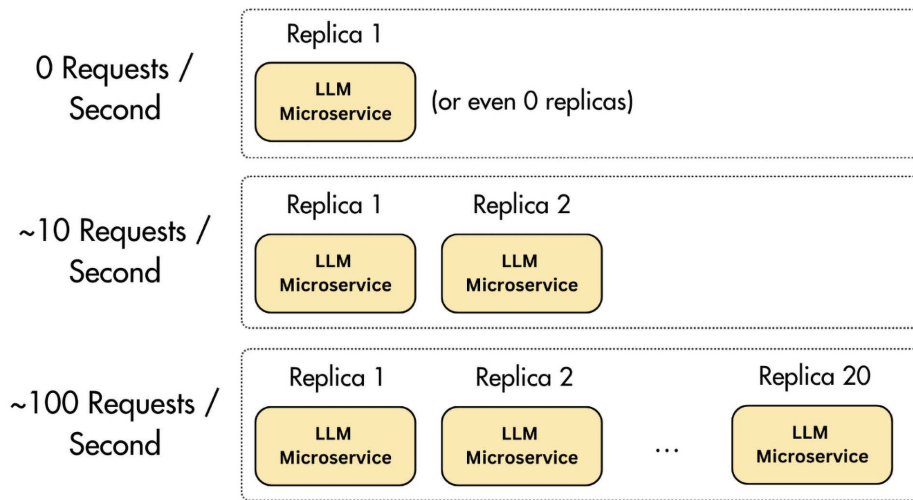 Replica 1
0 Requests /
Second
LLM
Microservice
(or even 0 replicas)
Replica 1
Replica 2
~10 Requests /
Second
LLM
Microservice
LLM
Microservice
Replica 1
Replica 2
Replica 20
~100 Requests /
Second
LLM
Microservice
LLM
Microservice
...
LLM
Microservice